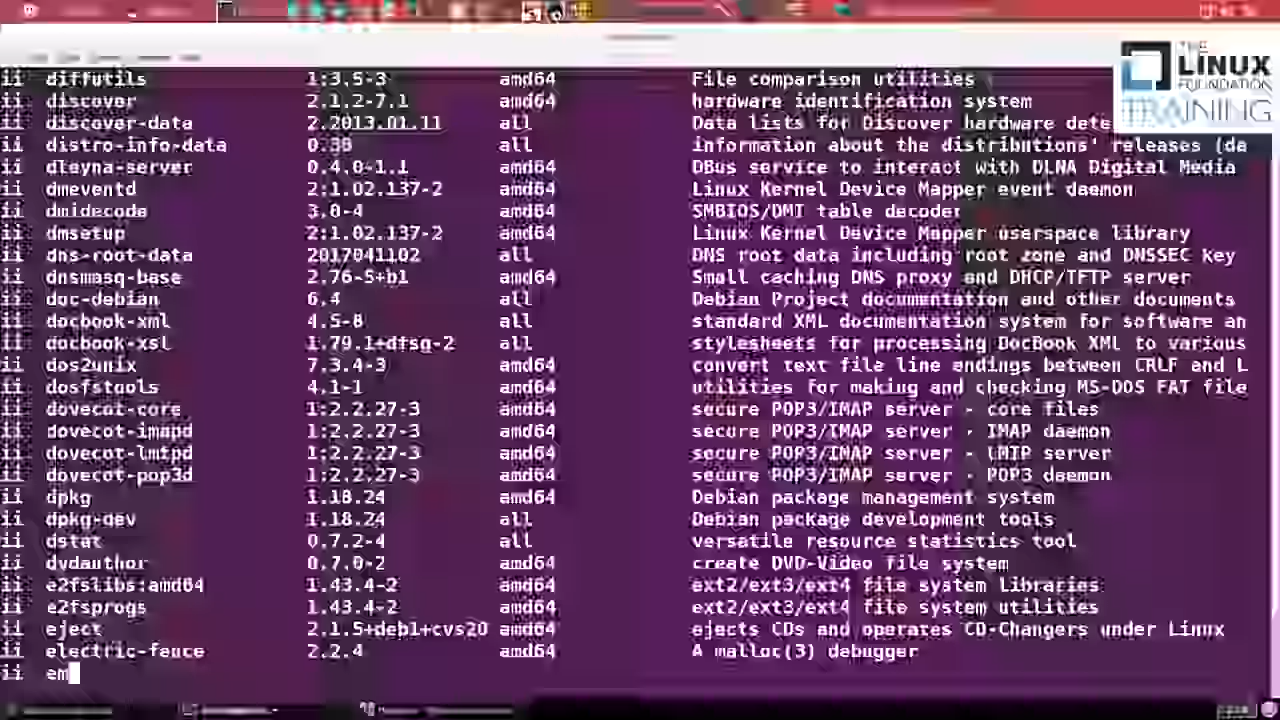 THE
LINUX
FOUNDATION
TRAINING
ii diffutils 1:3.5-3 amd64 File comparison utilities
ii discover 2.1.2-7.1 amd64 hardware identification system
ii discover-data 2.2013.01.11 all Data lists for Discover hardware dete
ii distro-info-data all information about the distributions' releases (da
ii dleyna-server 0.4.0-1.1 amd64 DBus service to interact with DLNA Digital Media
ii dmeventd 2:1.02.137-2 amd64 Linux Kernel Device Mapper event daemon
ii dmidecode 3.0-4 amd64 SMBIOS/DMI table decoder
ii dmsetup 2:1.02.137-2 amd64 Linux Kernel Device Mapper userspace library
ii dns-root-data 2017041102 all DNS root data including root zone and DNSSEC key
ii dnsmasq-base 2.76-5+b1 amd64 Small caching DNS proxy and DHCP/TFTP server
ii doc-debian 6.4 all Debian Project documentation and other documents
ii docbook-xml 4.5-8 all standard XML documentation system for software an
ii docbook-xsl 1.79.1+dfsg-2 all stylesheets for processing DocBook XML to various
ii dos2unix 7.3.4-3 amd64 convert text file line endings between CRLF and L
ii dosfstools 4.1-1 amd64 utilities for making and checking MS-DOS FAT file
ii dovecot-core 1:2.2.27-3 amd64 secure POP3/IMAP server - core files
ii dovecot-imapd 1:2.2.27-3 amd64 secure POP3/IMAP server - IMAP daemon
ii dovecot-lmtpd 1:2.2.27-3 amd64 secure POP3/IMAP server - LMTP server
ii dovecot-pop3d 1:2.2.27-3 amd64 secure POP3/IMAP server - POP3 daemon
ii dpkg 1.18.24 amd64 Debian package management system
ii dpkg-dev 1.18.24 all Debian package development tools
ii dstat 0.7.2-4 all versatile resource statistics tool
ii dvdauthor 0.7.0-2 amd64 create DVD-Video file system
ii e2fslibs:amd64 1.43.4-2 amd64 ext2/ext3/ext4 file system libraries
ii e2fsprogs 1.43.4-2 amd64 ext2/ext3/ext4 file system utilities
ii eject 2.1.5+deb1+cvs20 amd64 ejects CDs and operates CD-Changers under Linux
ii electric-fence 2.2.4 amd64 A malloc(3) debugger
ii em